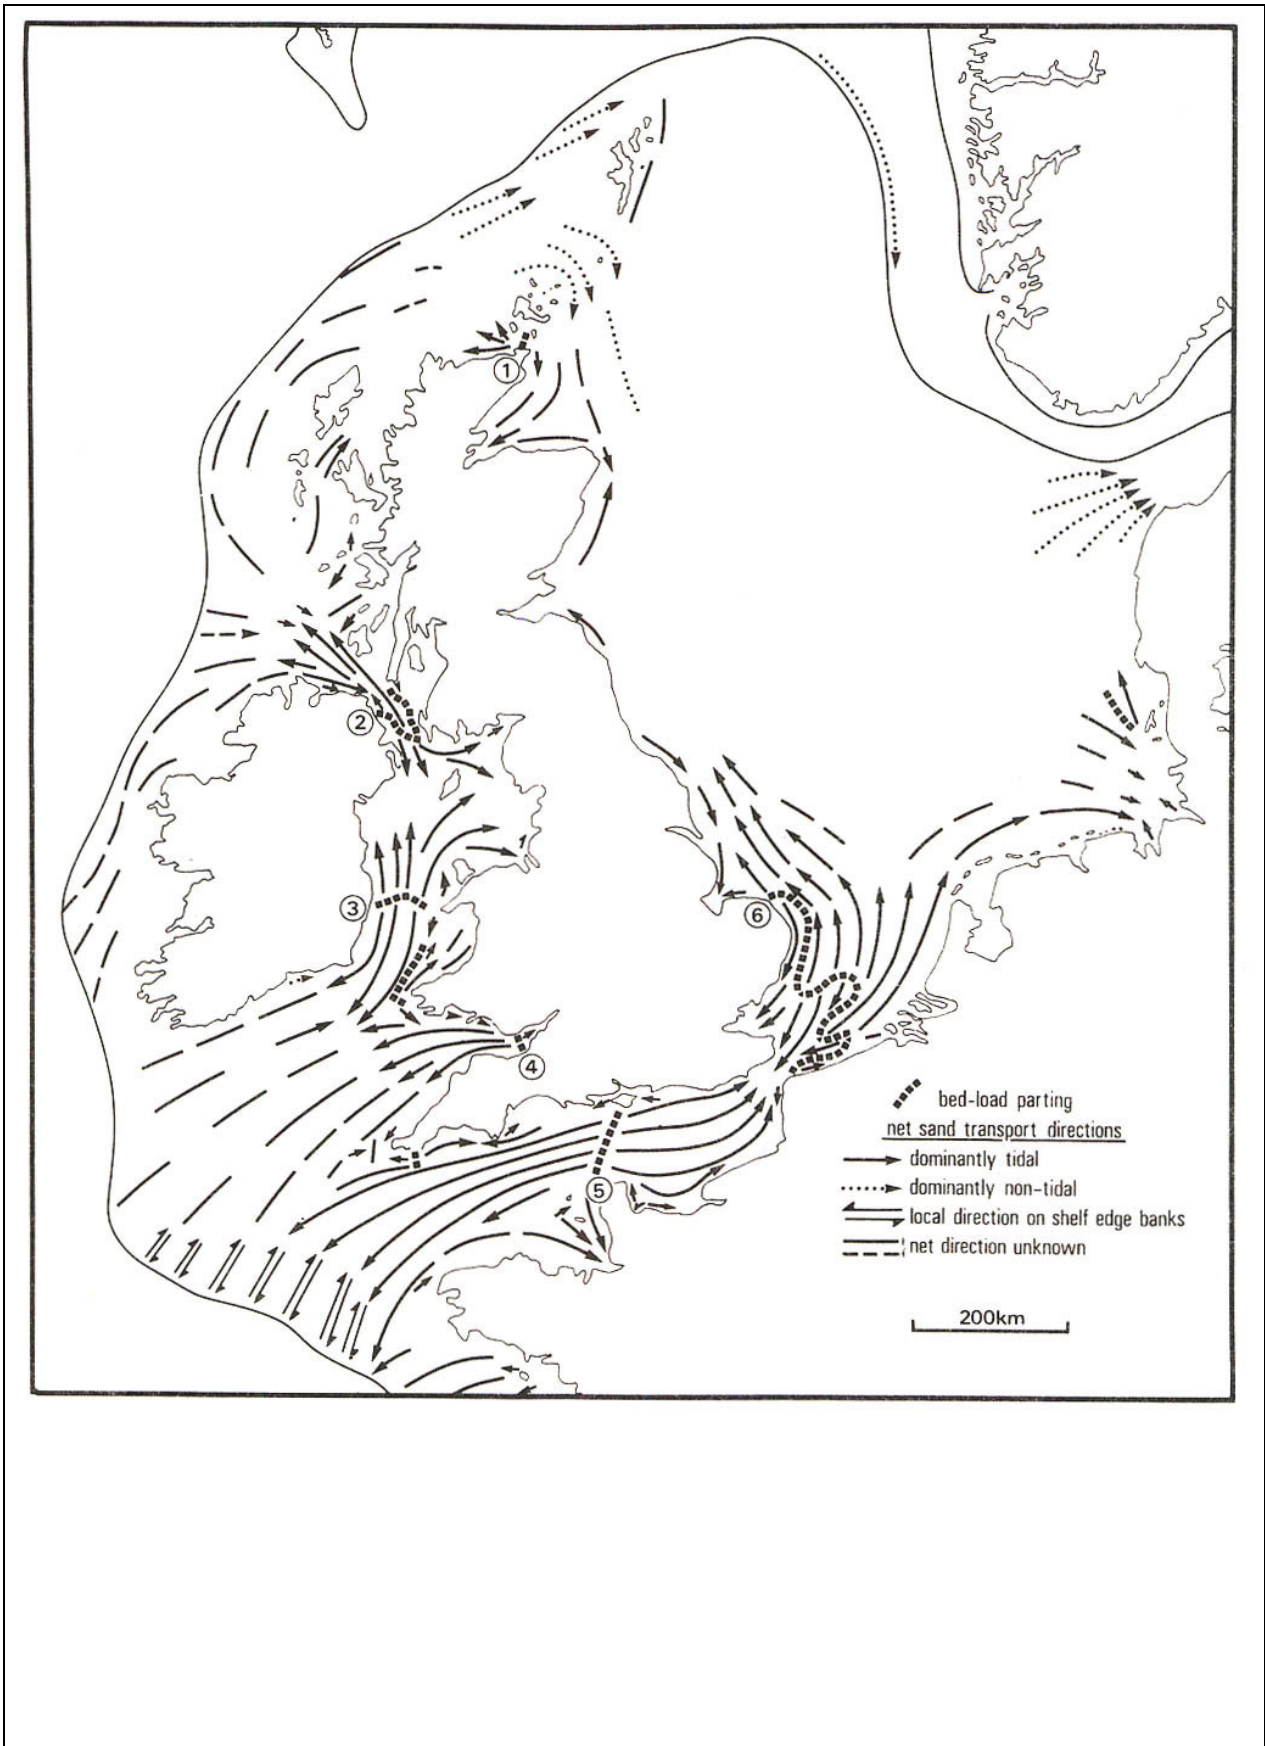 1
2
3
6
4
bed-load parting
net sand transport directions
dominantly tidal
dominantly non-tidal
5
local direction on shelf edge banks
net direction unknown
200km